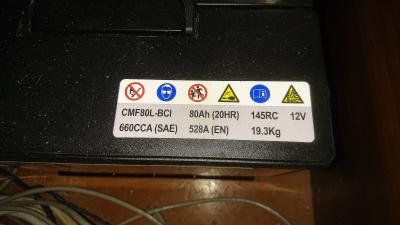 CMF80L-BCI 80Ah (20HR) 145RC 12V
660CCA (SAE) 528A (EN) 19.3Kg